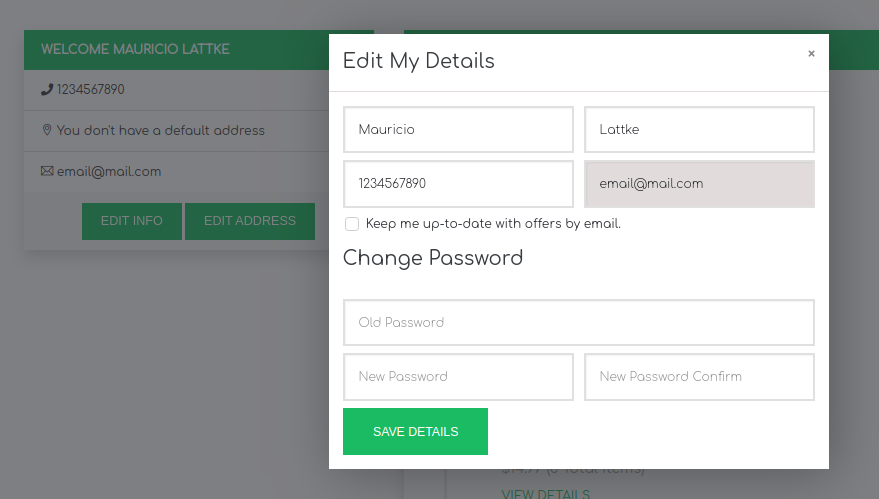 WELCOME MAURICIO LATTKE
1234567890
You don't have a default address
email@mail.com
EDIT INFO EDIT ADDRESS
Edit My Details ×
Mauricio Lattke
1234567890 email@mail.com
Keep me up-to-date with offers by email.
Change Password
Old Password
New Password New Password Confirm
SAVE DETAILS
Total Items)
VIEW DETAILS